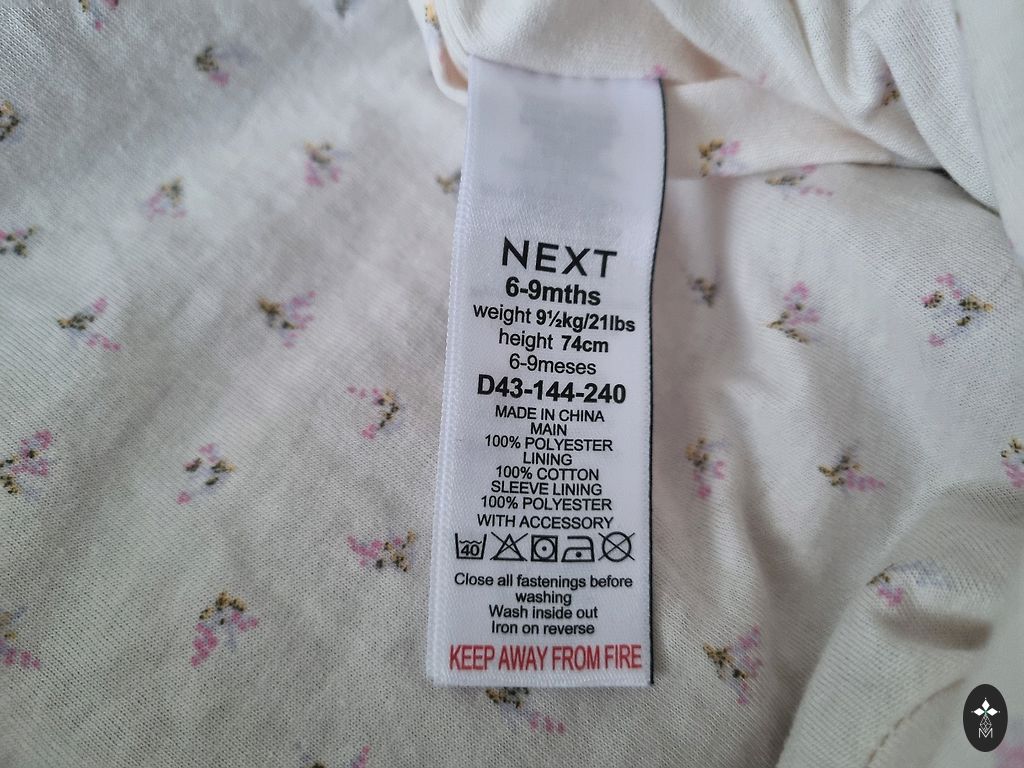 NEXT
6-9mths
weight 9½kg/21lbs
height 74cm
6-9meses
D43-144-240
MADE IN CHINA
MAIN
100% POLYESTER
LINING
100% COTTON
SLEEVE LINING
100% POLYESTER
WITH ACCESSORY
40
Close all fastenings before
washing
Wash inside out
Iron on reverse
KEEP AWAY FROM FIRE
M